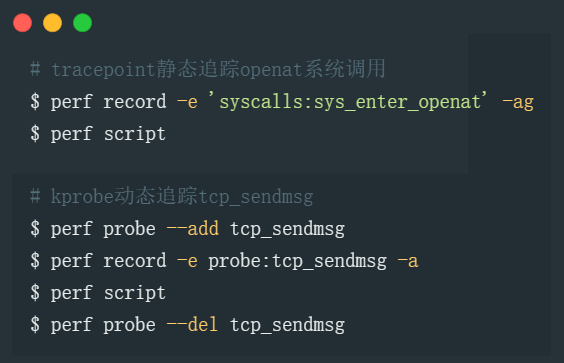 # tracepoint静态追踪openat系统调用
$ perf record -e 'syscalls:sys_enter_openat' -ag
$ perf script
# kprobe动态追踪tcp_sendmsg
$ perf probe --add tcp_sendmsg
$ perf record -e probe:tcp_sendmsg -a
$ perf script
$ perf probe --del tcp_sendmsg